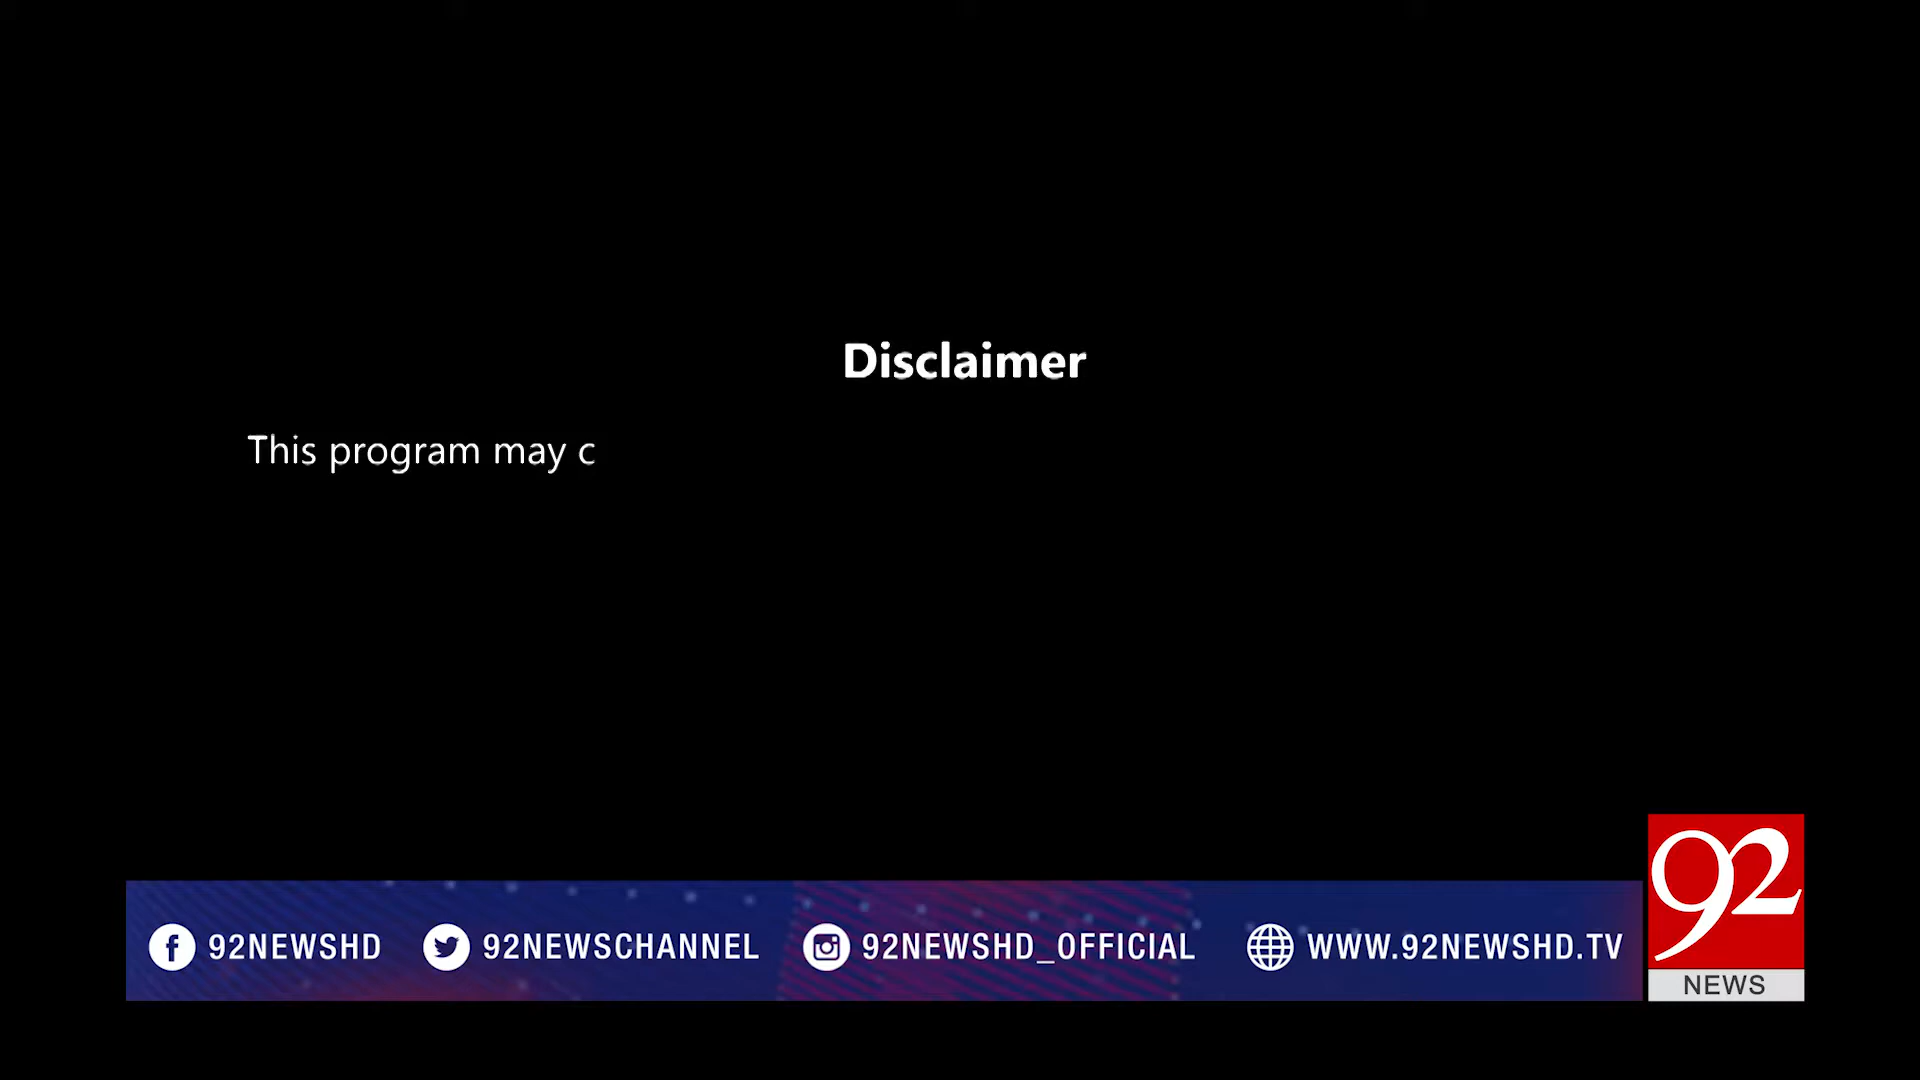 Disclaimer
This program may c
92NEWSHD 92NEWSCHANNEL 92NEWSHD_OFFICIAL WWW.92NEWSHD.TV
92
NEWS